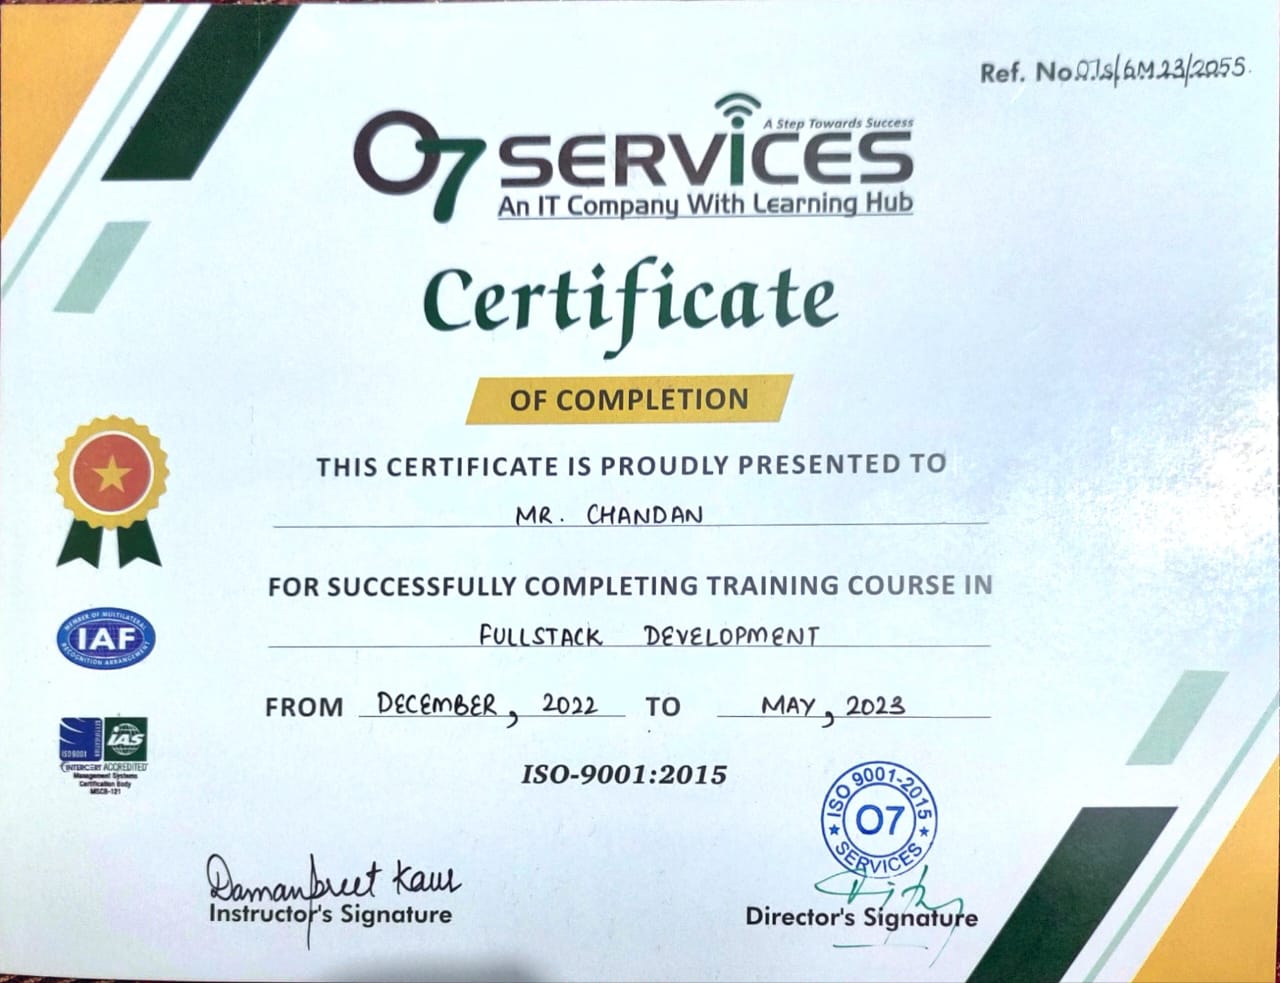 Ref. No. O7s/6M23/2055.
A Step Towards Success
O7 SERVICES
An IT Company With Learning Hub
Certificate
OF COMPLETION
THIS CERTIFICATE IS PROUDLY PRESENTED TO
MR. CHANDAN
FOR SUCCESSFULLY COMPLETING TRAINING COURSE IN
FULLSTACK DEVELOPMENT
FROM DECEMBER, 2022 TO MAY, 2023
ISO-9001:2015
MEMBER OF MULTILATERAL
IAF
RECOGNITION ARRANGEMENT
ISO 9001
IAS
INTERCERT ACCREDITED
Management Systems
Certification Body
MSCB-121
ISO 9001-2015
O7
SERVICES
Damanpreet Kaur
Instructor's Signature
Director's Signature